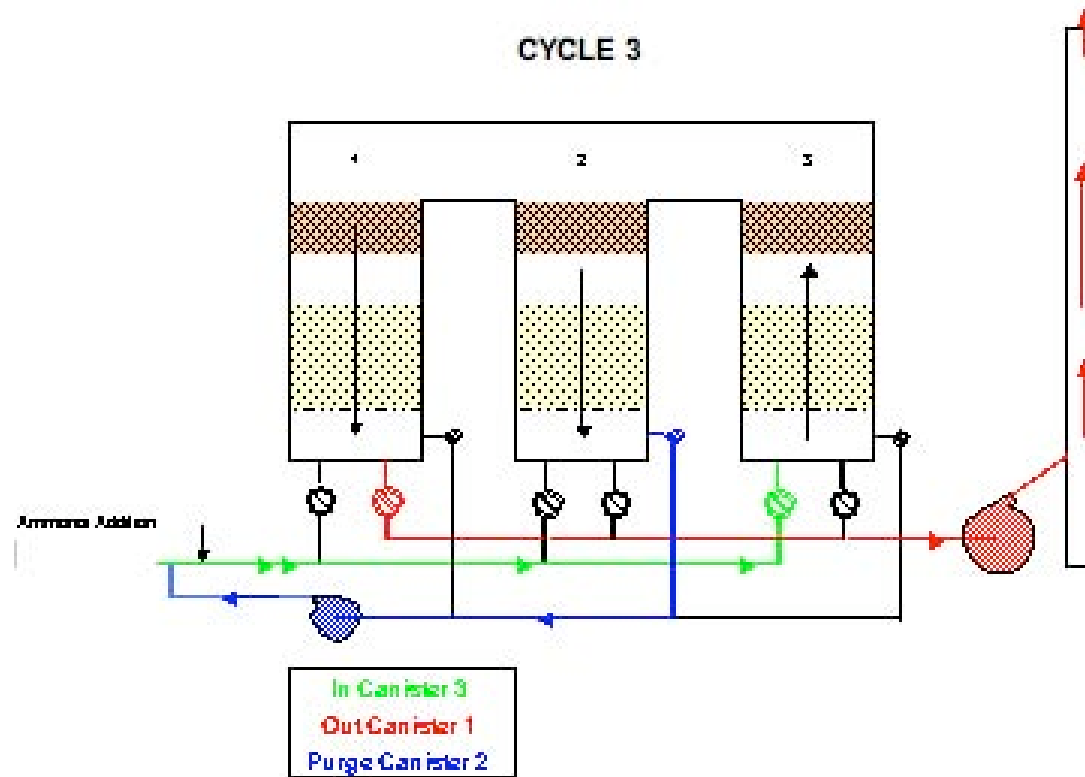 CYCLE 3
1 2 3
Ammonia Addition
In Canister 3
Out Canister 1
Purge Canister 2